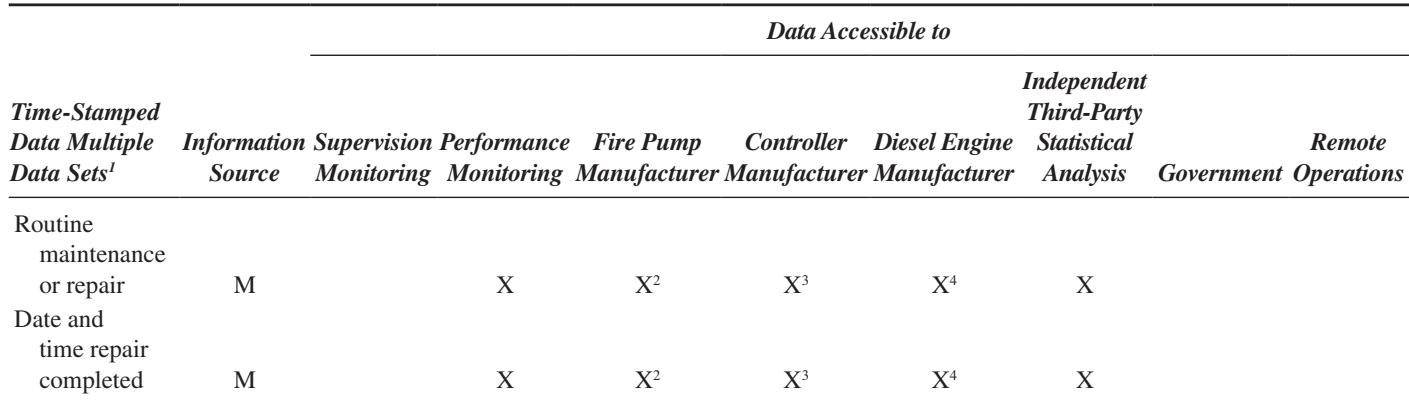 Data Accessible to
Independent
Time-Stamped Third-Party
Data Multiple Information Supervision Performance Fire Pump Controller Diesel Engine Statistical Remote
Data Sets¹ Source Monitoring Monitoring Manufacturer Manufacturer Manufacturer Analysis Government Operations
Routine
maintenance
or repair M X X² X³ X⁴ X
Date and
time repair
completed M X X² X³ X⁴ X